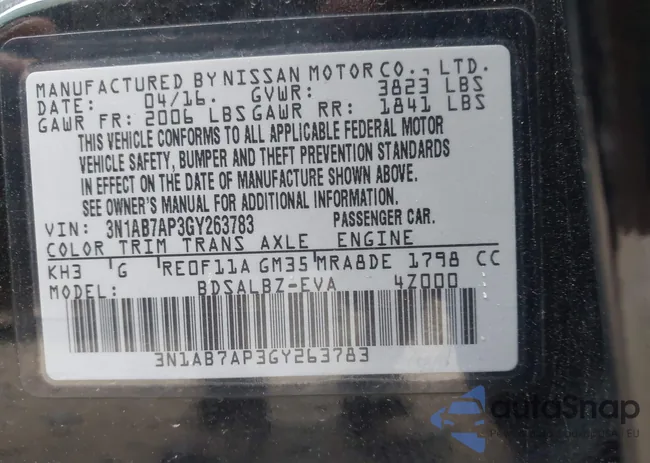 MANUFACTURED BY NISSAN MOTOR CO., LTD.
DATE: 04/16. GVWR: 3823 LBS
GAWR FR: 2006 LBS GAWR RR: 1841 LBS
THIS VEHICLE CONFORMS TO ALL APPLICABLE FEDERAL MOTOR
VEHICLE SAFETY, BUMPER AND THEFT PREVENTION STANDARDS
IN EFFECT ON THE DATE OF MANUFACTURE SHOWN ABOVE.
SEE OWNER'S MANUAL FOR ADDITIONAL INFORMATION.
VIN: 3N1AB7AP3GY263783 PASSENGER CAR.
COLOR TRIM TRANS AXLE ENGINE
KH3 G RE0F11A GM35 MRA8DE 1798 CC
MODEL: BDSALBZ-EVA 4Z000
3N1AB7AP3GY263783
autoSnap